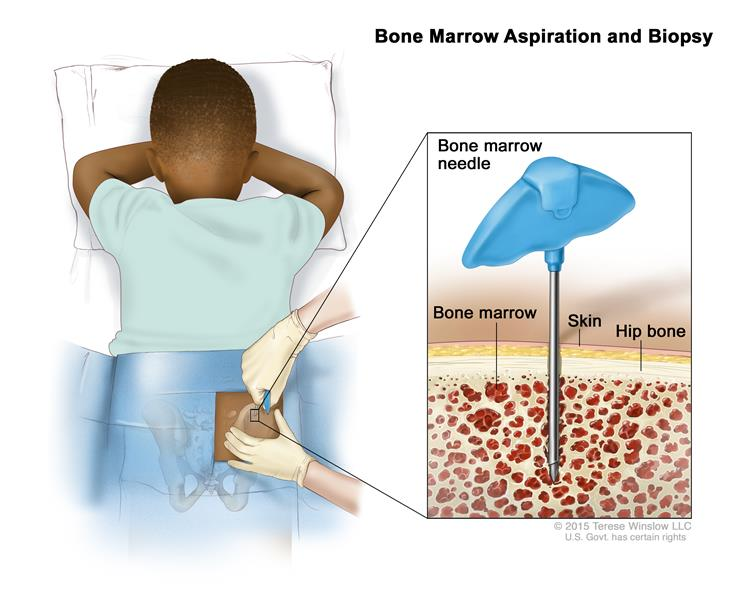 Bone Marrow Aspiration and Biopsy
Bone marrow
needle
Bone marrow
Skin
Hip bone
© 2015 Terese Winslow LLC
U.S. Govt. has certain rights